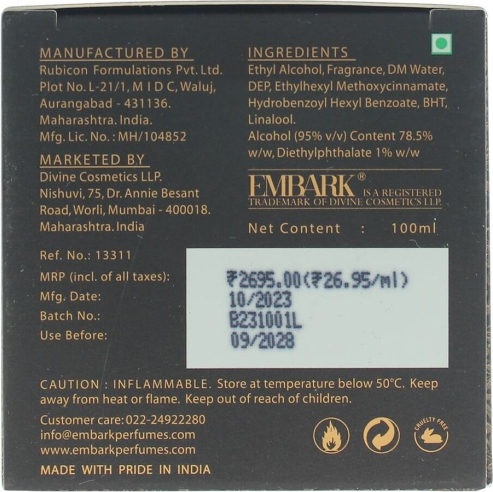 MANUFACTURED BY
Rubicon Formulations Pvt. Ltd.
Plot No. L-21/1, M I D C, Waluj,
Aurangabad - 431136.
Maharashtra. India.
Mfg. Lic. No. : MH/104852
MARKETED BY
Divine Cosmetics LLP.
Nishuvi, 75, Dr. Annie Besant
Road, Worli, Mumbai - 400018.
Maharashtra. India
INGREDIENTS
Ethyl Alcohol, Fragrance, DM Water,
DEP, Ethylhexyl Methoxycinnamate,
Hydrobenzoyl Hexyl Benzoate, BHT,
Linalool.
Alcohol (95% v/v) Content 78.5%
w/w, Diethylphthalate 1% w/w
EMBARK® IS A REGISTERED
TRADEMARK OF DIVINE COSMETICS LLP.
Net Content : 100ml
Ref. No.: 13311
MRP (incl. of all taxes): ₹2695.00(₹26.95/ml)
Mfg. Date: 10/2023
Batch No.: B231001L
Use Before: 09/2028
CAUTION : INFLAMMABLE. Store at temperature below 50°C. Keep
away from heat or flame. Keep out of reach of children.
Customer care: 022-24922280
info@embarkperfumes.com
www.embarkperfumes.com
MADE WITH PRIDE IN INDIA
CRUELTY FREE